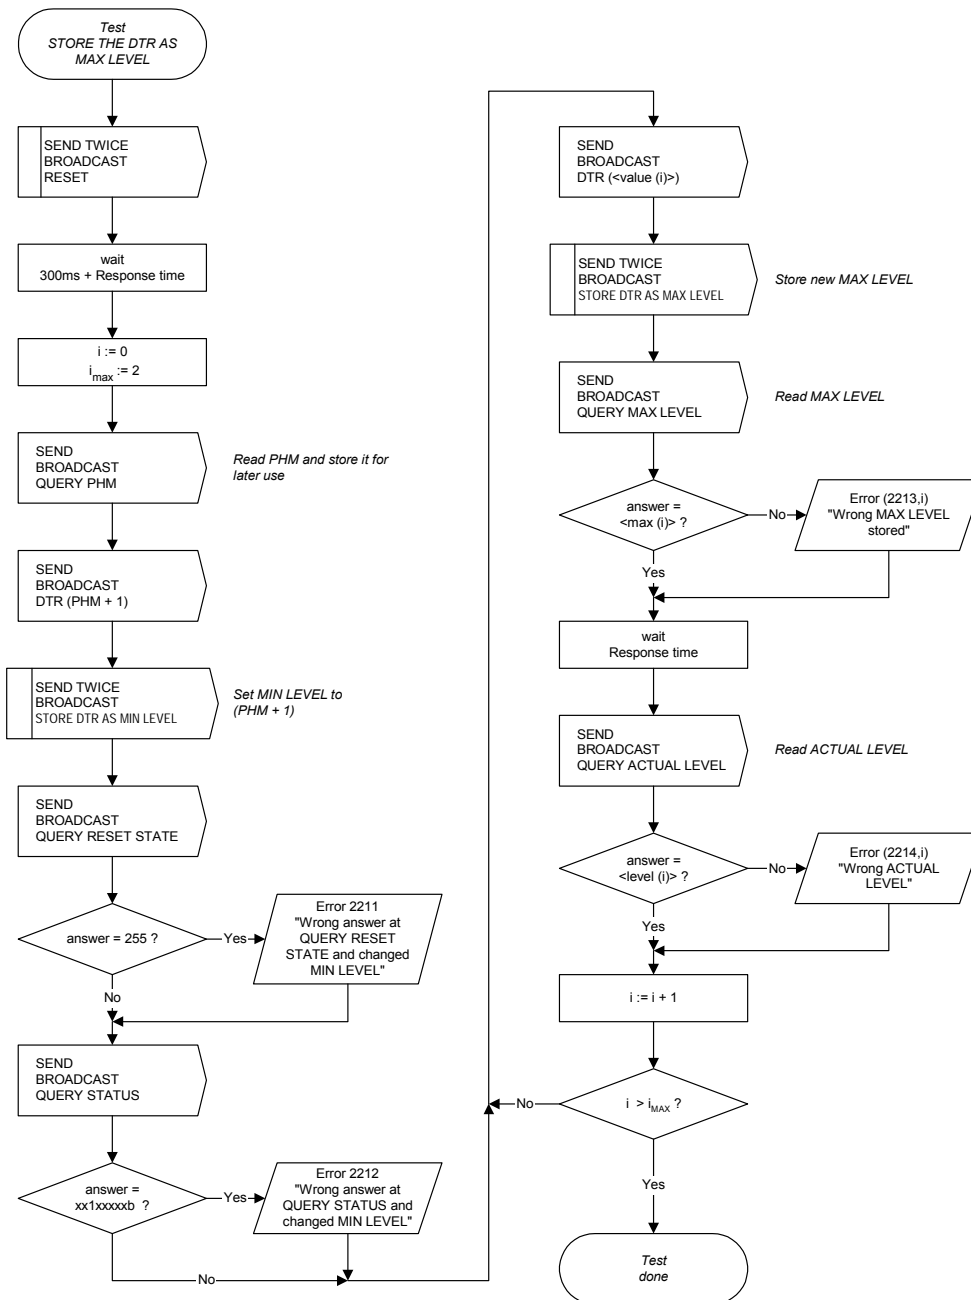 Test
STORE THE DTR AS
MAX LEVEL
SEND TWICE
BROADCAST
RESET
wait
300ms + Response time
i := 0
imax := 2
SEND
BROADCAST
QUERY PHM
Read PHM and store it for
later use
SEND
BROADCAST
DTR (PHM + 1)
SEND TWICE
BROADCAST
STORE DTR AS MIN LEVEL
Set MIN LEVEL to
(PHM + 1)
SEND
BROADCAST
QUERY RESET STATE
answer = 255 ?
Yes
Error 2211
"Wrong answer at
QUERY RESET
STATE and changed
MIN LEVEL"
No
SEND
BROADCAST
QUERY STATUS
answer =
xx1xxxxxb ?
Yes
Error 2212
"Wrong answer at
QUERY STATUS and
changed MIN LEVEL"
No
SEND
BROADCAST
DTR (<value (i)>)
SEND TWICE
BROADCAST
STORE DTR AS MAX LEVEL
Store new MAX LEVEL
SEND
BROADCAST
QUERY MAX LEVEL
Read MAX LEVEL
answer =
<max (i)> ?
No
Error (2213,i)
"Wrong MAX LEVEL
stored"
Yes
wait
Response time
SEND
BROADCAST
QUERY ACTUAL LEVEL
Read ACTUAL LEVEL
answer =
<level (i)> ?
No
Error (2214,i)
"Wrong ACTUAL
LEVEL"
Yes
i := i + 1
i > iMAX ?
No
Yes
Test
done